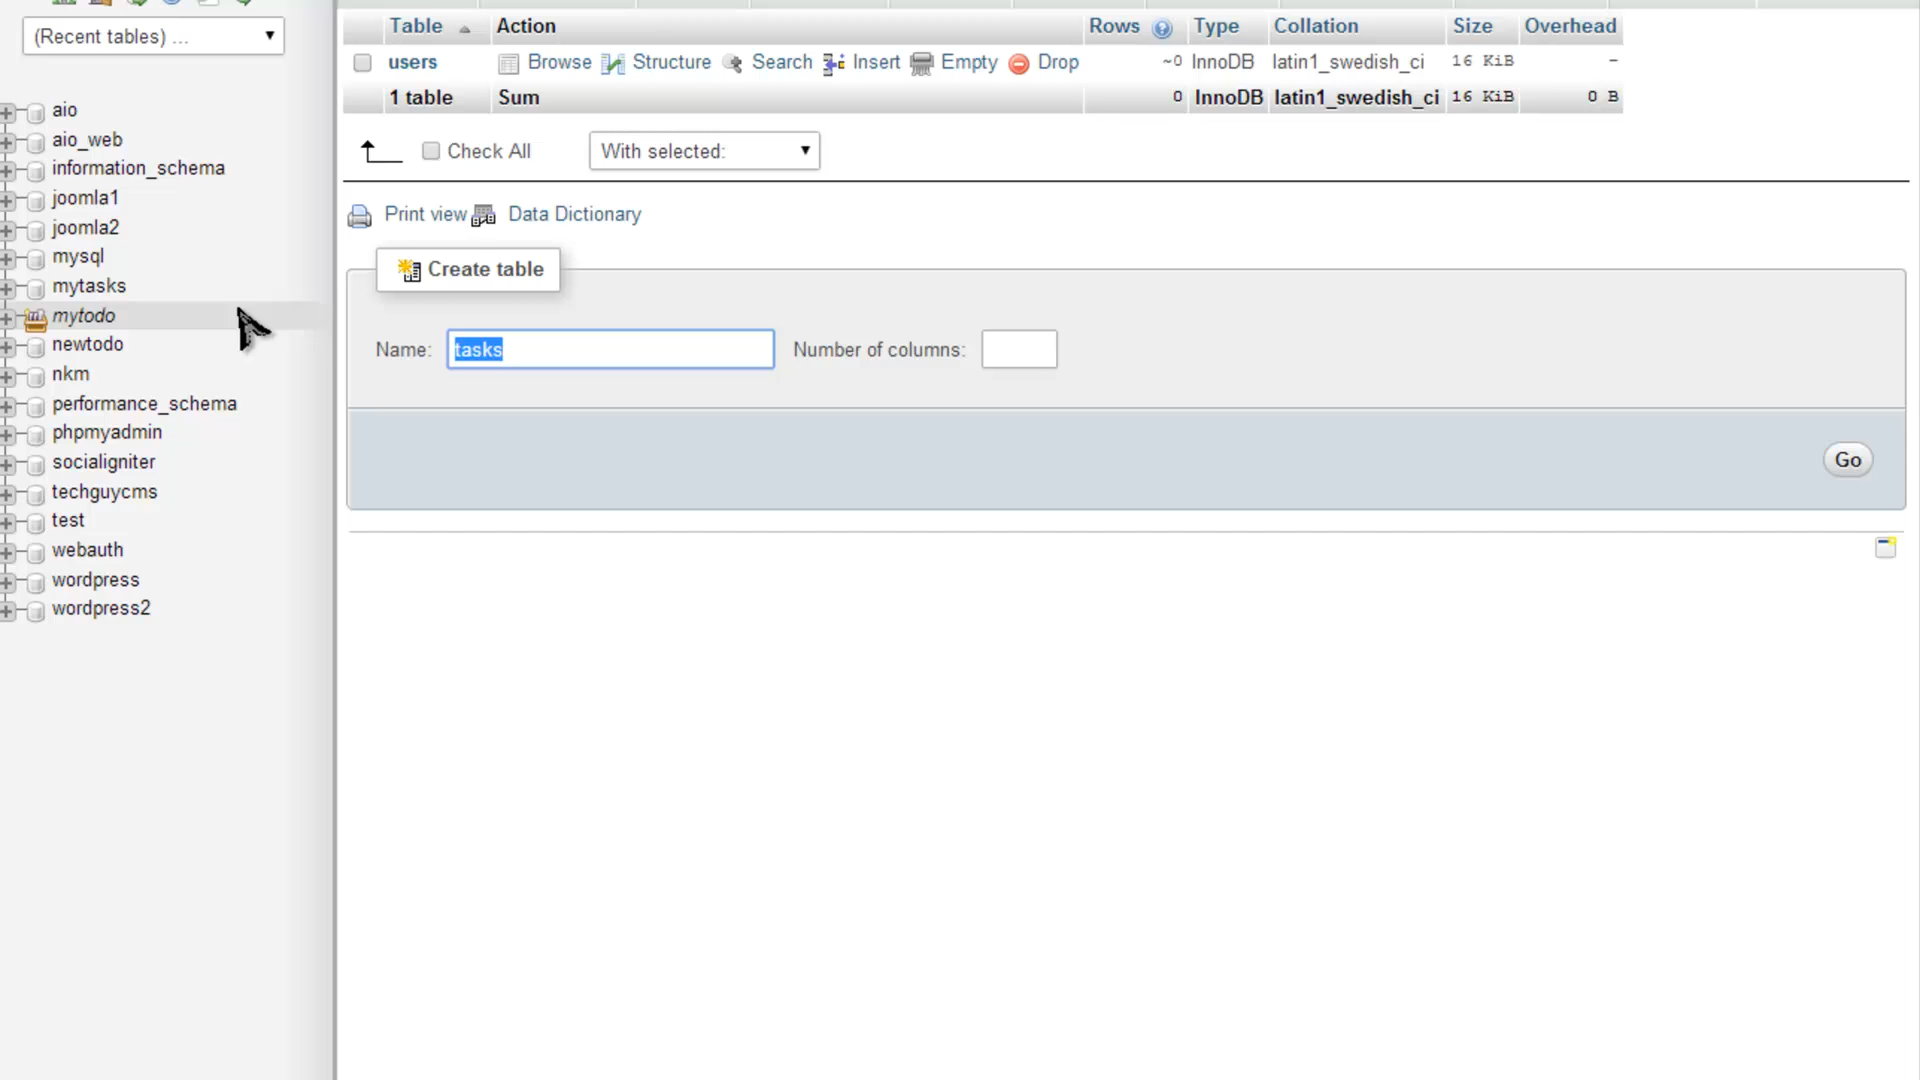 (Recent tables) ...
aio
aio_web
information_schema
joomla1
joomla2
mysql
mytasks
mytodo
newtodo
nkm
performance_schema
phpmyadmin
socialigniter
techguycms
test
webauth
wordpress
wordpress2
Table Action Rows Type Collation Size Overhead
users Browse Structure Search Insert Empty Drop ~0 InnoDB latin1_swedish_ci 16 KiB -
1 table Sum 0 InnoDB latin1_swedish_ci 16 KiB 0 B
Check All With selected:
Print view Data Dictionary
Create table
Name: tasks Number of columns:
Go